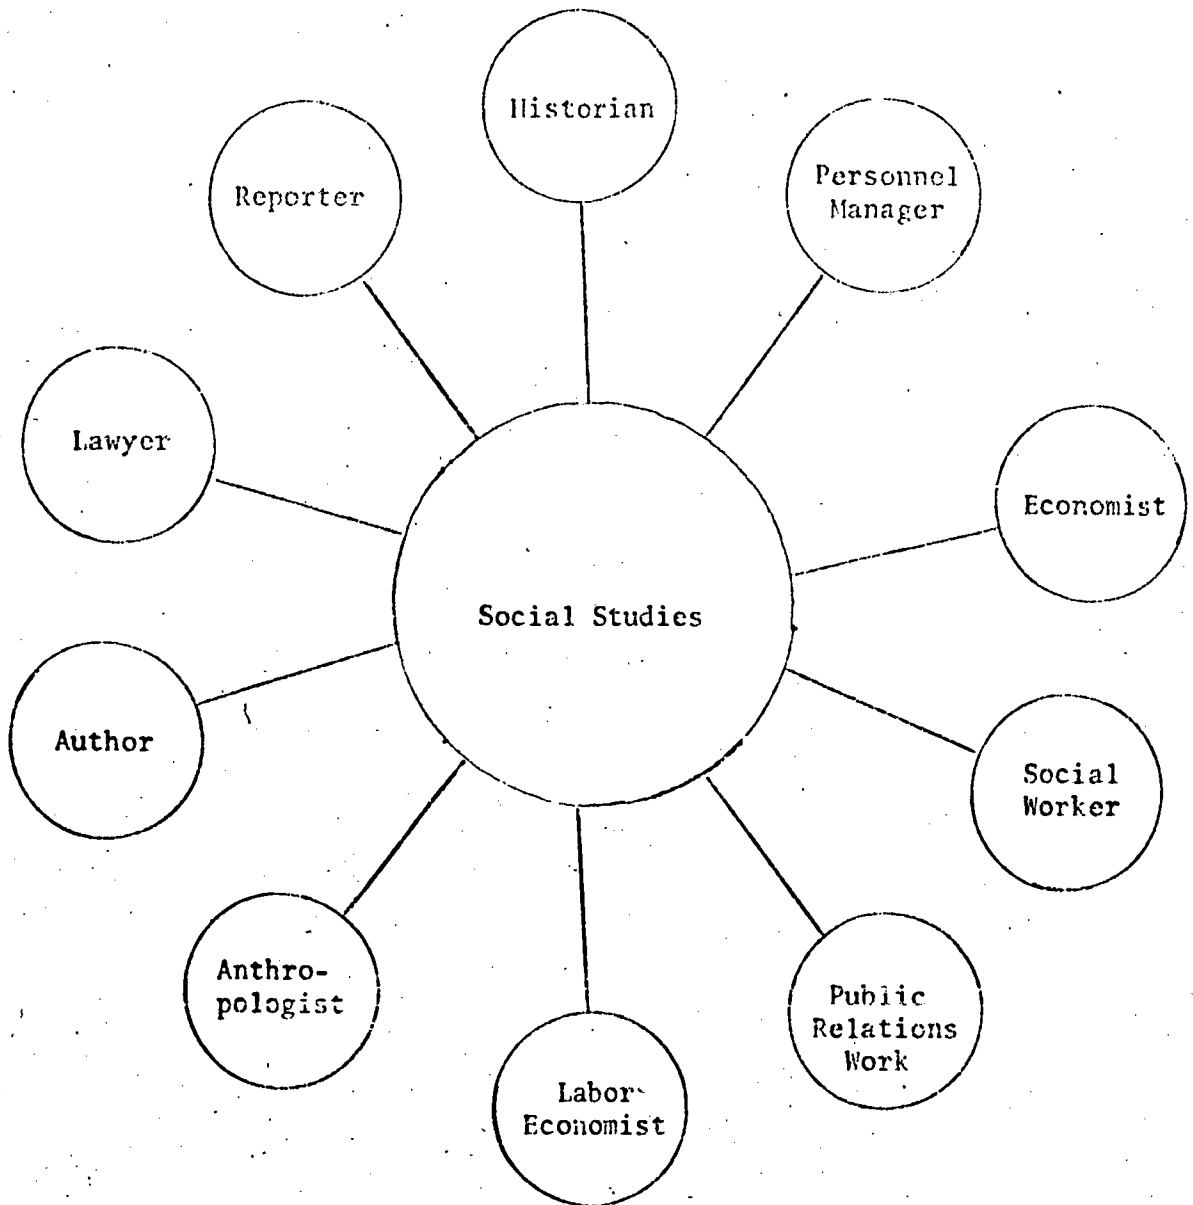 Historian
Personnel
Manager
Reporter
Lawyer
Economist
Social Studies
Author
Social
Worker
Anthro-
pologist
Public
Relations
Work
Labor
Economist